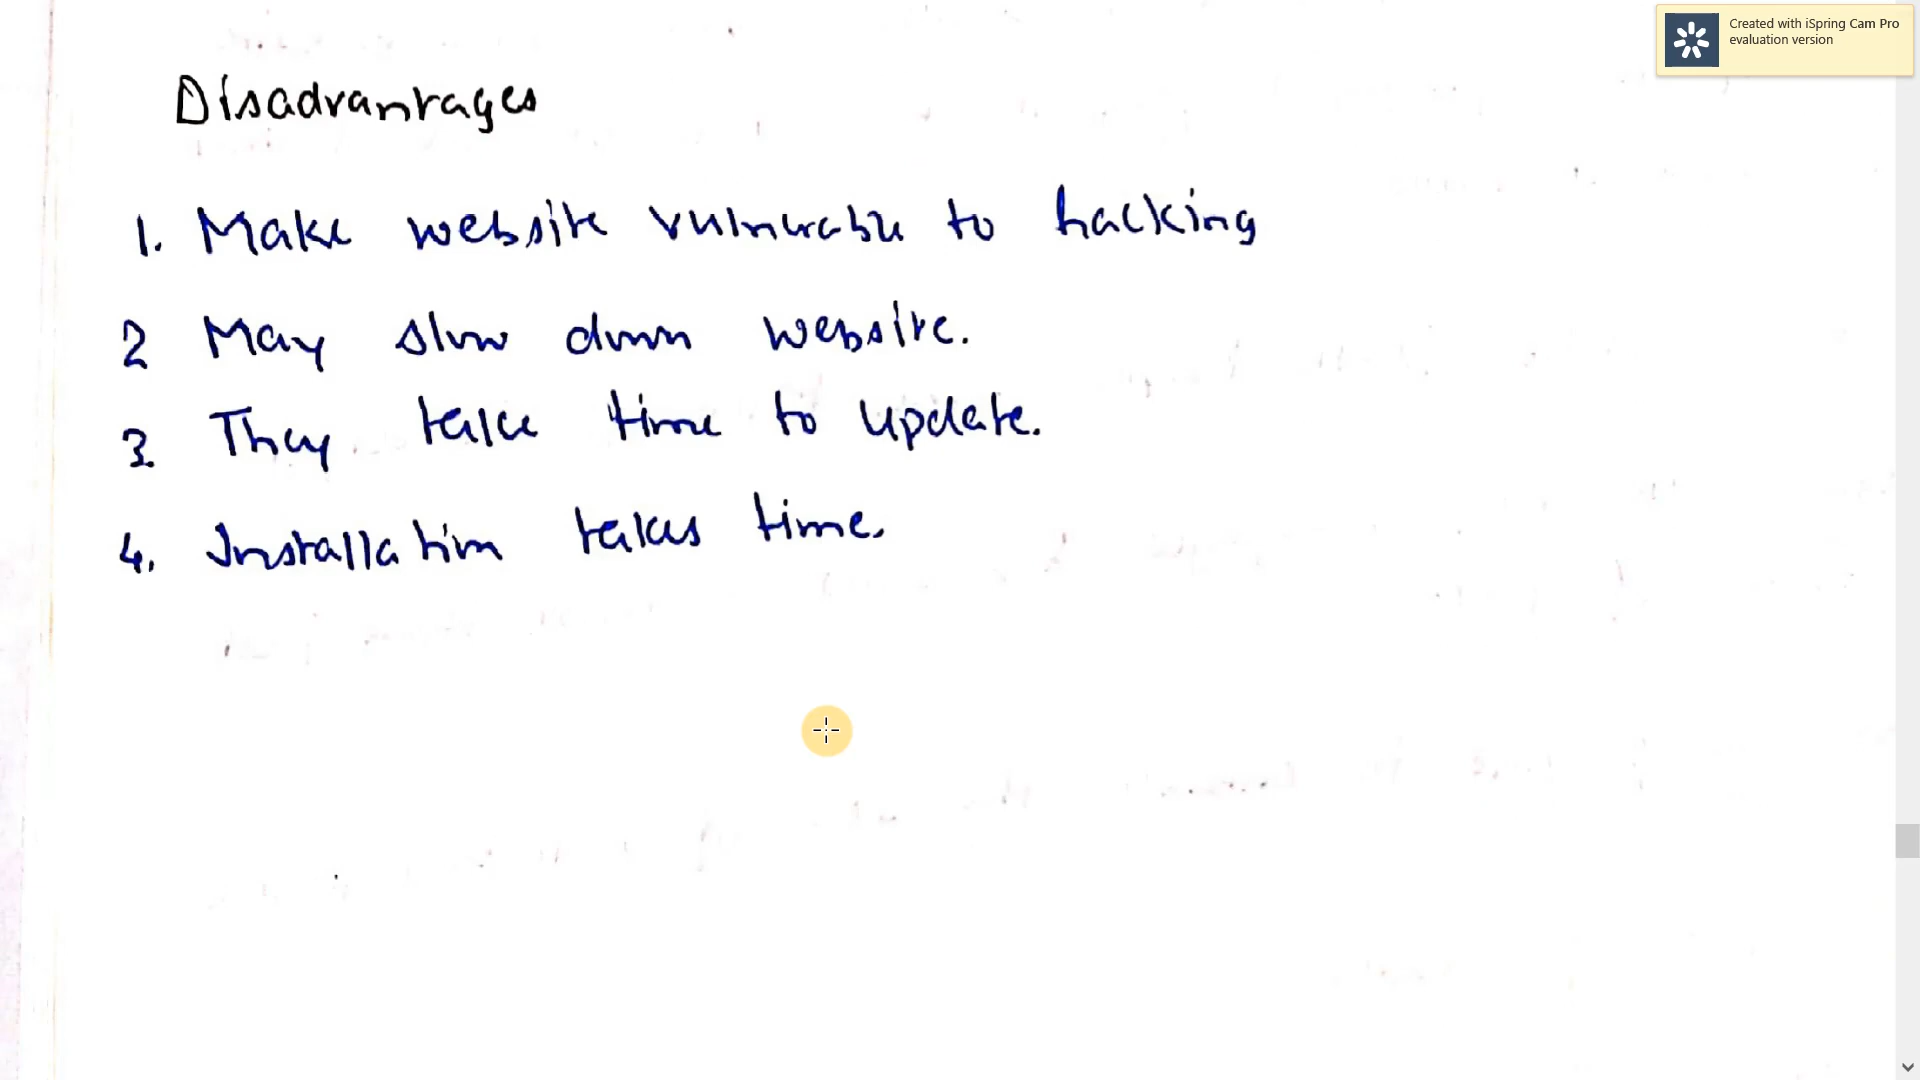 Created with iSpring Cam Pro
evaluation version
Disadvantages
1. Make website vulnerable to hacking
2 May slow down website.
3. They take time to update.
4. Installation takes time.